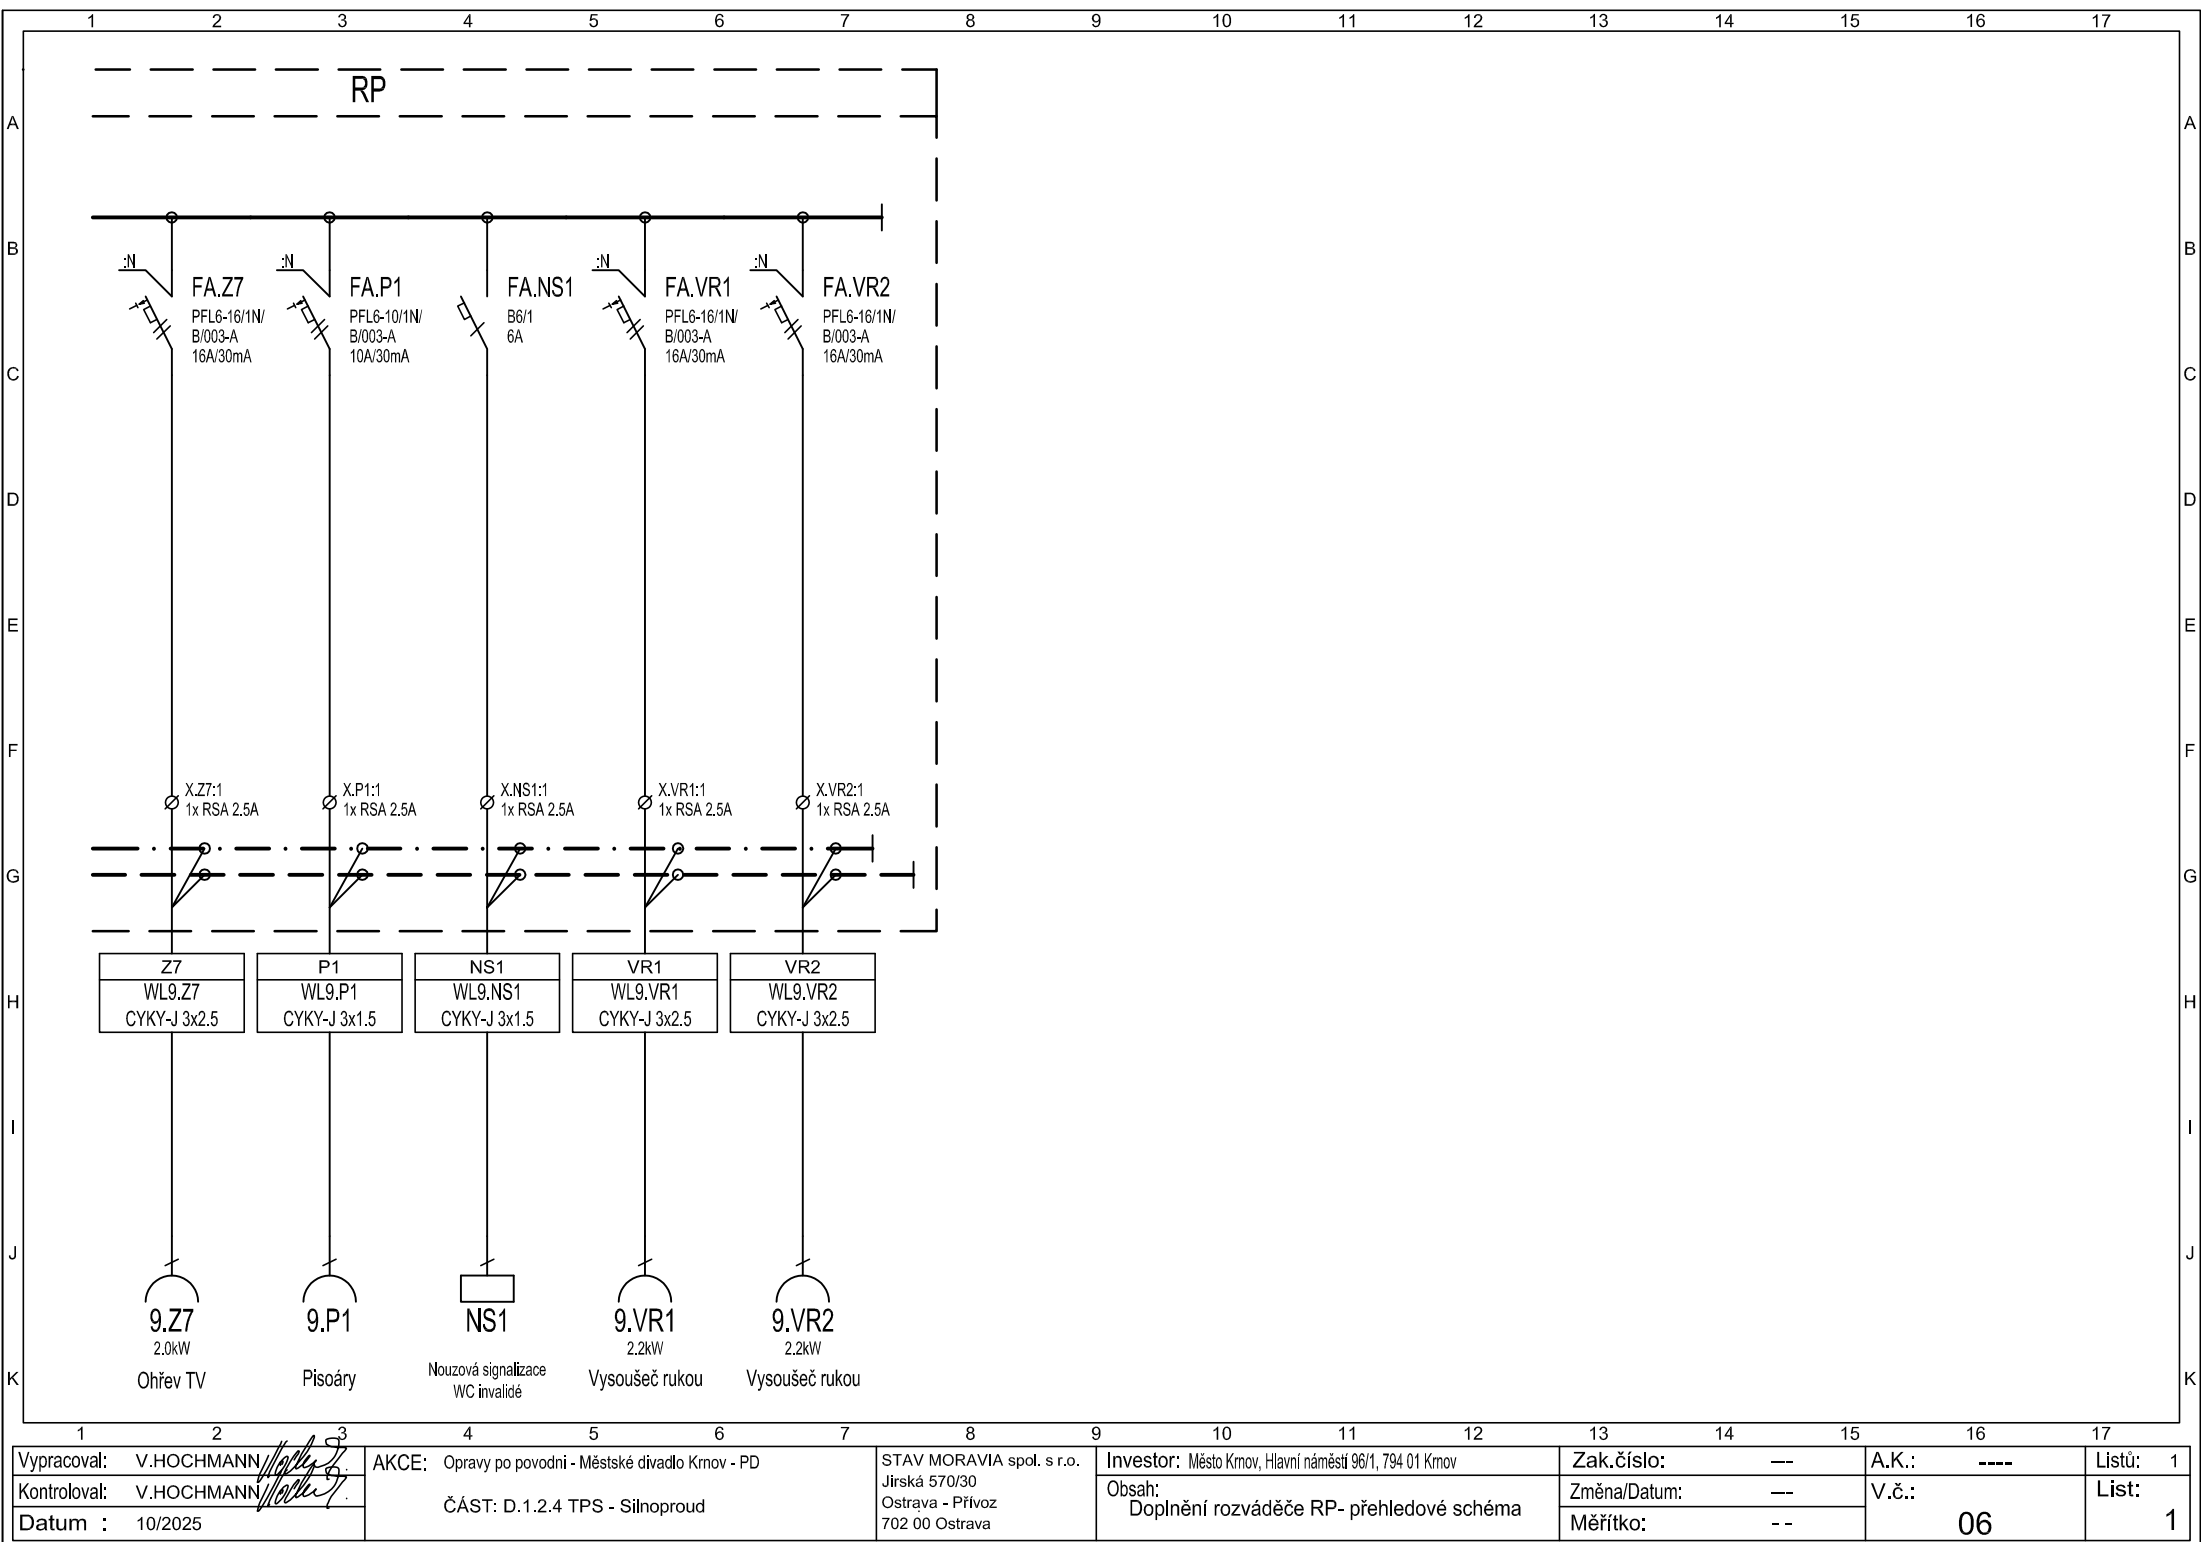 1 2 3 4 5 6 7 8 9 10 11 12 13 14 15 16 17
RP
A A
B B
:N :N :N :N
FA.Z7 FA.P1 FA.NS1 FA.VR1 FA.VR2
PFL6-16/1N/ PFL6-10/1N/ B6/1 PFL6-16/1N/ PFL6-16/1N/
B/003-A B/003-A 6A B/003-A B/003-A
16A/30mA 10A/30mA 16A/30mA 16A/30mA
C C
D D
E E
F F
X.Z7:1 X.P1:1 X.NS1:1 X.VR1:1 X.VR2:1
1x RSA 2.5A 1x RSA 2.5A 1x RSA 2.5A 1x RSA 2.5A 1x RSA 2.5A
G G
Z7 P1 NS1 VR1 VR2
WL9.Z7 WL9.P1 WL9.NS1 WL9.VR1 WL9.VR2
H H
CYKY-J 3x2.5 CYKY-J 3x1.5 CYKY-J 3x1.5 CYKY-J 3x2.5 CYKY-J 3x2.5
I I
J J
9.Z7 9.P1 NS1 9.VR1 9.VR2
2.0kW 2.2kW 2.2kW
Ohřev TV Pisoáry Nouzová signalizace Vysoušeč rukou Vysoušeč rukou
WC invalidé
K K
1 2 3 4 5 6 7 8 9 10 11 12 13 14 15 16 17
Vypracoval: V.HOCHMANN
Kontroloval: V.HOCHMANN
Datum : 10/2025
AKCE: Opravy po povodni - Městské divadlo Krnov - PD
ČÁST: D.1.2.4 TPS - Silnoproud
STAV MORAVIA spol. s r.o.
Jirská 570/30
Ostrava - Přívoz
702 00 Ostrava
Investor: Město Krnov, Hlavní náměstí 96/1, 794 01 Krnov
Obsah:
Doplnění rozváděče RP- přehledové schéma
Zak.číslo: ---
Změna/Datum: ---
Měřítko: - -
A.K.: ----
V.č.:
06
Listů: 1
List:
1